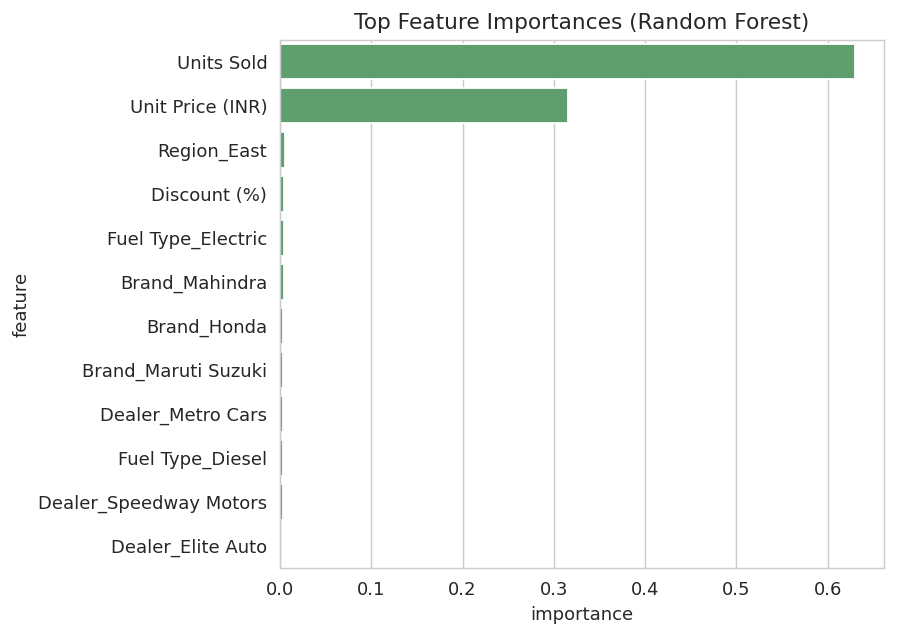 Top Feature Importances (Random Forest)
Units Sold
Unit Price (INR)
Region_East
Discount (%)
Fuel Type_Electric
Brand_Mahindra
Brand_Honda
Brand_Maruti Suzuki
Dealer_Metro Cars
Fuel Type_Diesel
Dealer_Speedway Motors
Dealer_Elite Auto
feature
0.0 0.1 0.2 0.3 0.4 0.5 0.6
importance